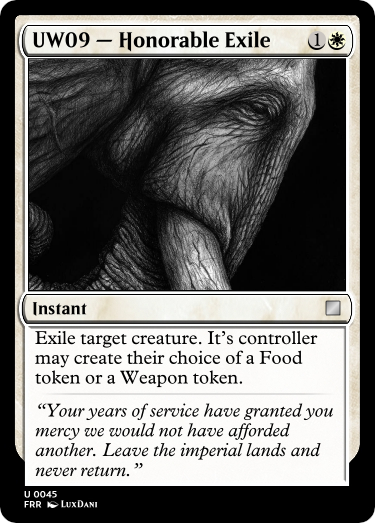 UW09 — Honorable Exile 1
Instant
Exile target creature. It's controller
may create their choice of a Food
token or a Weapon token.
“Your years of service have granted you
mercy we would not have afforded
another. Leave the imperial lands and
never return.”
U 0045
FRR LuxDani